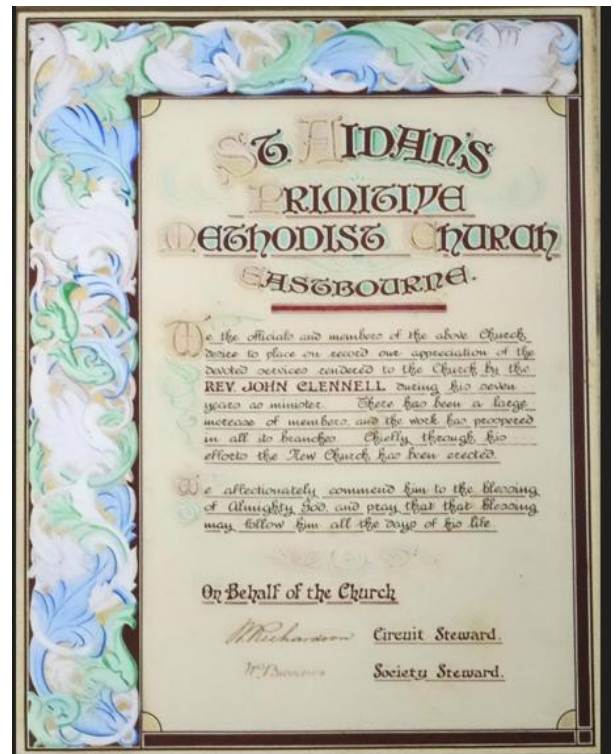 St. Aidan's
Primitive
Methodist Church
Eastbourne.
We the officials and members of the above Church
desire to place on record our appreciation of the
devoted services rendered to the Church by the
REV. JOHN CLENNELL during his seven
years as minister. There has been a large
increase of members, and the work has prospered
in all its branches. Chiefly through his
efforts the New Church has been erected.
We affectionately commend him to the blessing
of Almighty God, and pray that that blessing
may follow him all the days of his life.
On Behalf of the Church
Richardson Circuit Steward.
Wm Society Steward.